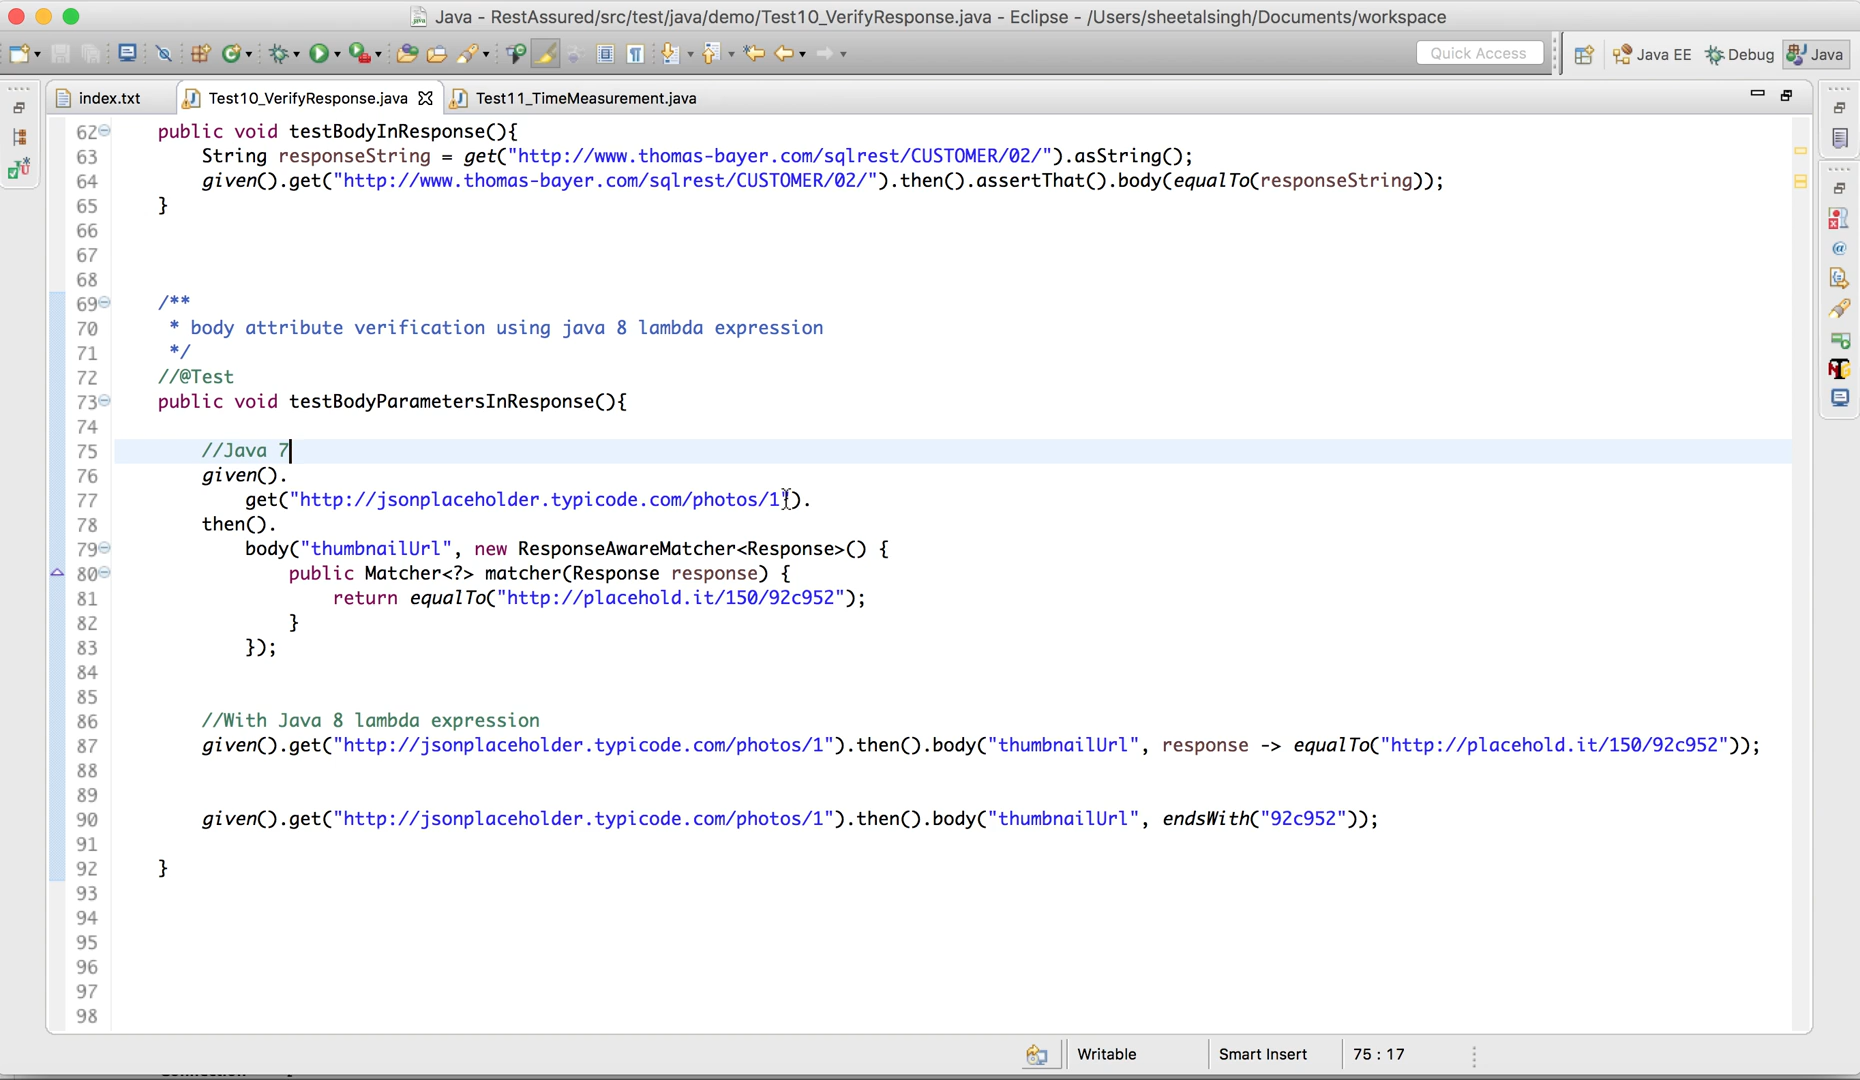 Java - RestAssured/src/test/java/demo/Test10_VerifyResponse.java - Eclipse - /Users/sheetalsingh/Documents/workspace
Quick Access
Java EE
Debug
Java
index.txt
Test10_VerifyResponse.java
Test11_TimeMeasurement.java
62 public void testBodyInResponse(){
63 String responseString = get("http://www.thomas-bayer.com/sqlrest/CUSTOMER/02/").asString();
64 given().get("http://www.thomas-bayer.com/sqlrest/CUSTOMER/02/").then().assertThat().body(equalTo(responseString));
65 }
66
67
68
69 /**
70 * body attribute verification using java 8 lambda expression
71 */
72 //@Test
73 public void testBodyParametersInResponse(){
74
75 //Java 7
76 given().
77 get("http://jsonplaceholder.typicode.com/photos/1").
78 then().
79 body("thumbnailUrl", new ResponseAwareMatcher<Response>() {
80 public Matcher<?> matcher(Response response) {
81 return equalTo("http://placehold.it/150/92c952");
82 }
83 });
84
85
86 //With Java 8 lambda expression
87 given().get("http://jsonplaceholder.typicode.com/photos/1").then().body("thumbnailUrl", response -> equalTo("http://placehold.it/150/92c952"));
88
89
90 given().get("http://jsonplaceholder.typicode.com/photos/1").then().body("thumbnailUrl", endsWith("92c952"));
91
92 }
93
94
95
96
97
98
Writable
Smart Insert
75 : 17